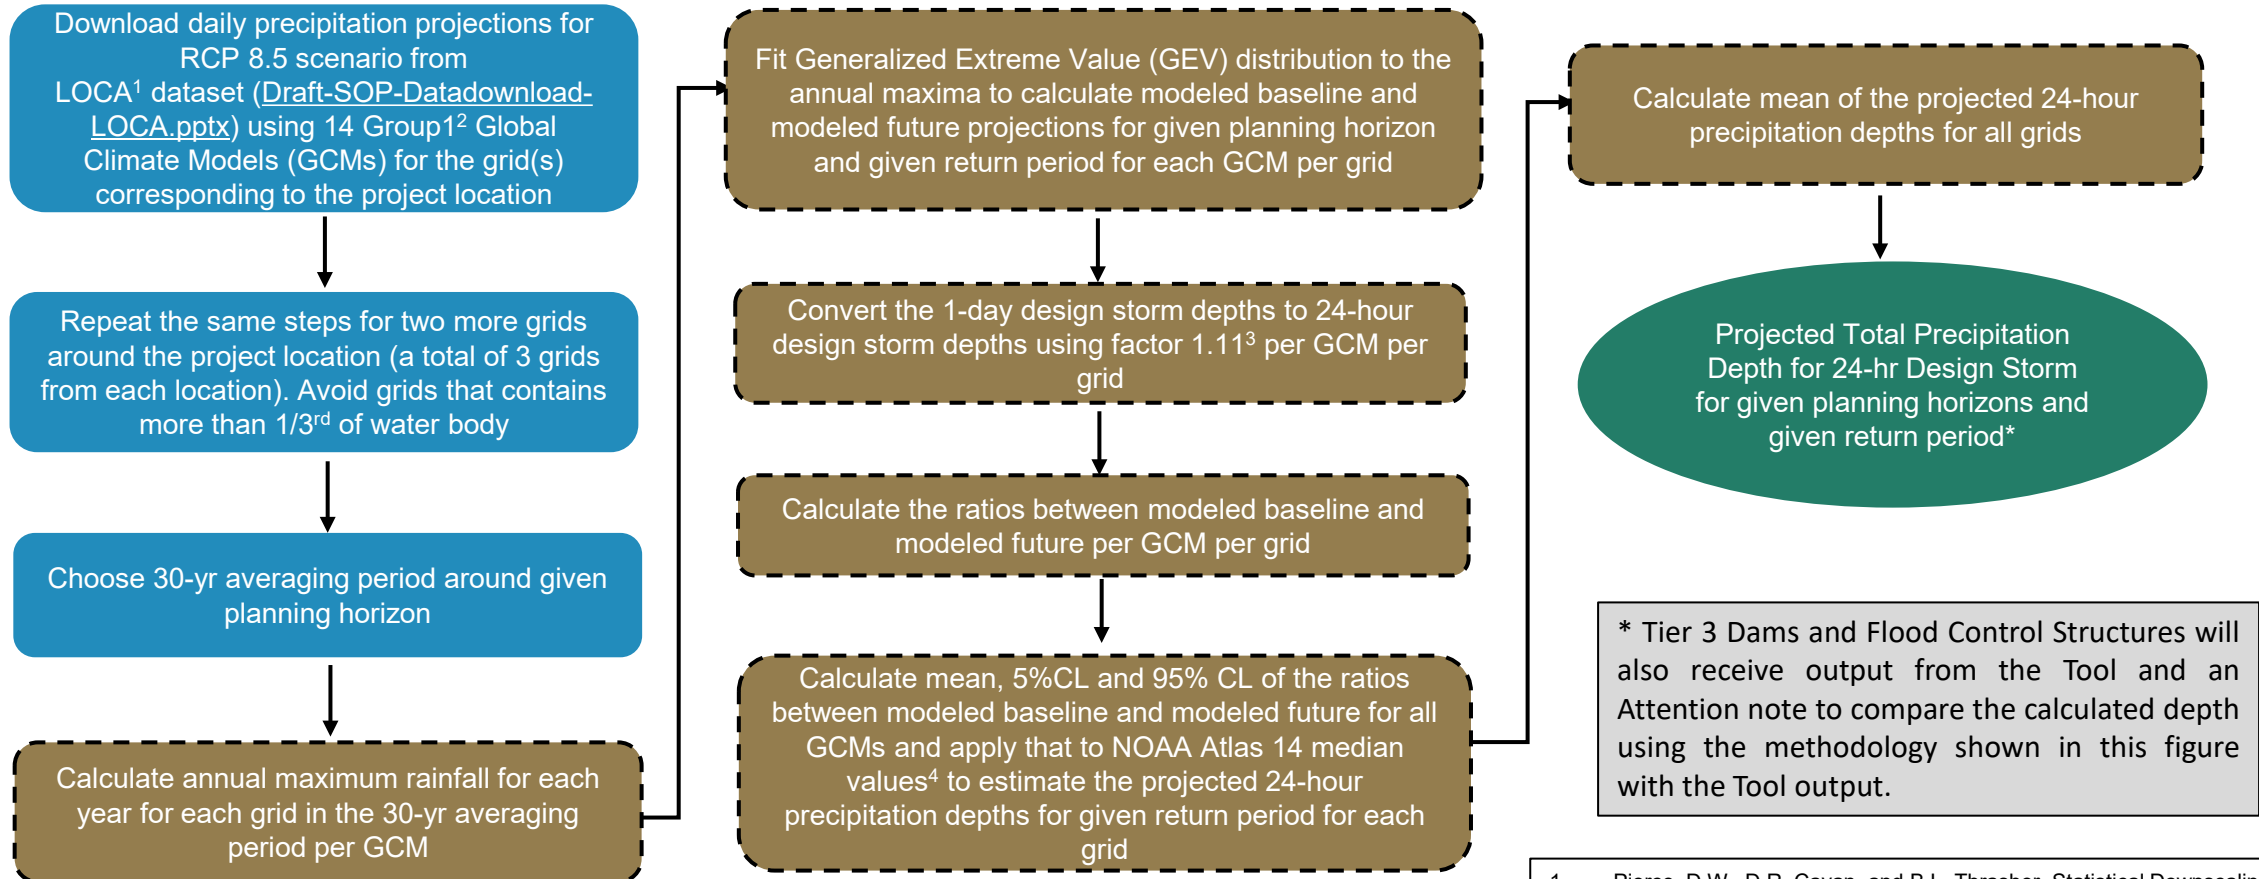 Download daily precipitation projections for
RCP 8.5 scenario from
LOCA¹ dataset (Draft-SOP-Datadownload-
LOCA.pptx) using 14 Group1² Global
Climate Models (GCMs) for the grid(s)
corresponding to the project location
Repeat the same steps for two more grids
around the project location (a total of 3 grids
from each location). Avoid grids that contains
more than 1/3ʳᵈ of water body
Choose 30-yr averaging period around given
planning horizon
Calculate annual maximum rainfall for each
year for each grid in the 30-yr averaging
period per GCM
Fit Generalized Extreme Value (GEV) distribution to the
annual maxima to calculate modeled baseline and
modeled future projections for given planning horizon
and given return period for each GCM per grid
Convert the 1-day design storm depths to 24-hour
design storm depths using factor 1.11³ per GCM per
grid
Calculate the ratios between modeled baseline and
modeled future per GCM per grid
Calculate mean, 5%CL and 95% CL of the ratios
between modeled baseline and modeled future for all
GCMs and apply that to NOAA Atlas 14 median
values⁴ to estimate the projected 24-hour
precipitation depths for given return period for each
grid
Calculate mean of the projected 24-hour
precipitation depths for all grids
Projected Total Precipitation
Depth for 24-hr Design Storm
for given planning horizons and
given return period*
* Tier 3 Dams and Flood Control Structures will
also receive output from the Tool and an
Attention note to compare the calculated depth
using the methodology shown in this figure
with the Tool output.
1. Pierce, D.W., D.R. Cayan, and B.L. Thrasher, Statistical Downscalin